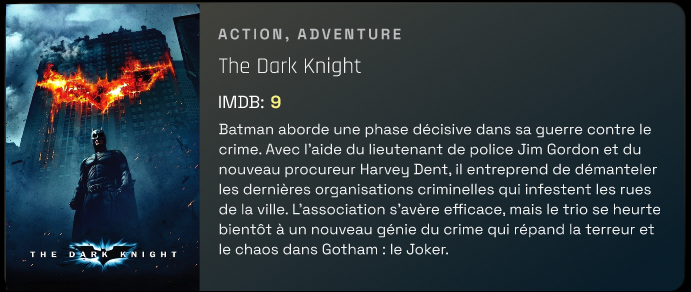 ACTION, ADVENTURE
The Dark Knight
IMDB: 9
Batman aborde une phase décisive dans sa guerre contre le
crime. Avec l'aide du lieutenant de police Jim Gordon et du
nouveau procureur Harvey Dent, il entreprend de démanteler
les dernières organisations criminelles qui infestent les rues
de la ville. L'association s'avère efficace, mais le trio se heurte
bientôt à un nouveau génie du crime qui répand la terreur et
le chaos dans Gotham : le Joker.
THE DARK KNIGHT